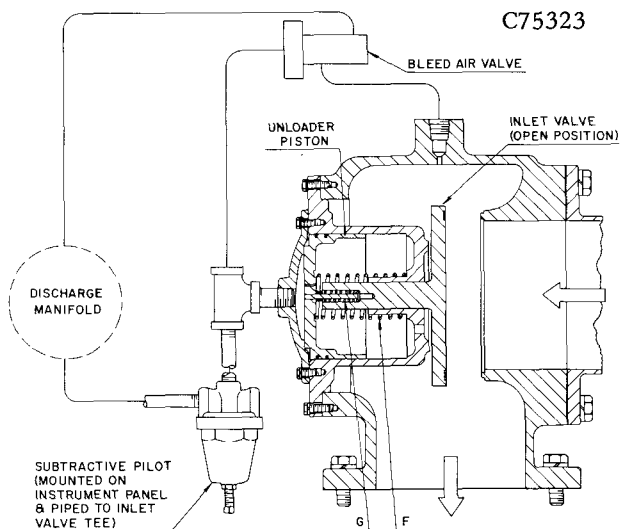 C75323
BLEED AIR VALVE
UNLOADER
PISTON
INLET VALVE
(OPEN POSITION)
DISCHARGE
MANIFOLD
SUBTRACTIVE PILOT
(MOUNTED ON
INSTRUMENT PANEL
& PIPED TO INLET
VALVE TEE)
G F